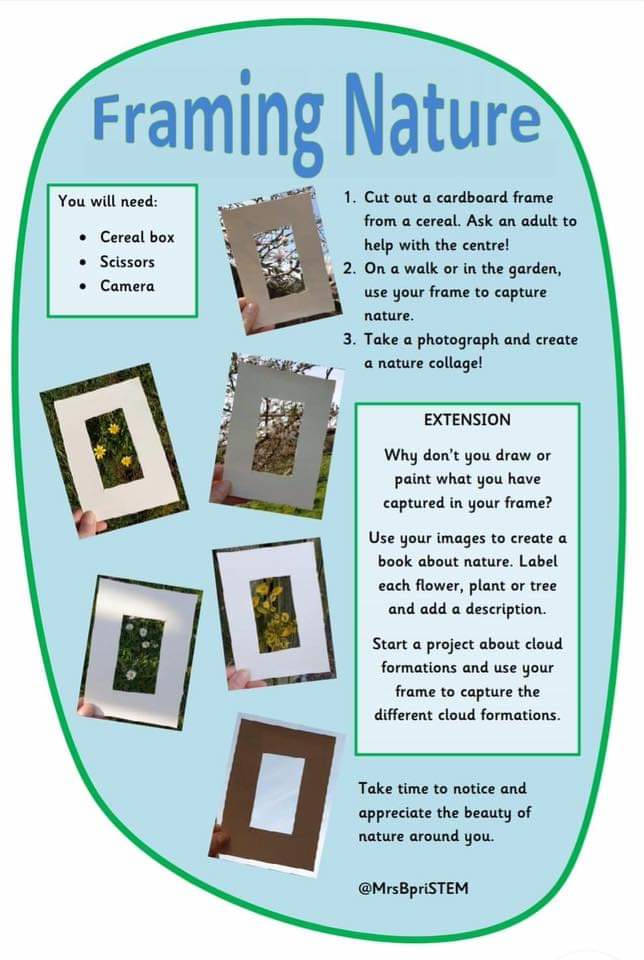 Framing Nature
You will need:
• Cereal box
• Scissors
• Camera
1. Cut out a cardboard frame
from a cereal. Ask an adult to
help with the centre!
2. On a walk or in the garden,
use your frame to capture
nature.
3. Take a photograph and create
a nature collage!
EXTENSION
Why don't you draw or
paint what you have
captured in your frame?
Use your images to create a
book about nature. Label
each flower, plant or tree
and add a description.
Start a project about cloud
formations and use your
frame to capture the
different cloud formations.
Take time to notice and
appreciate the beauty of
nature around you.
@MrsBpriSTEM